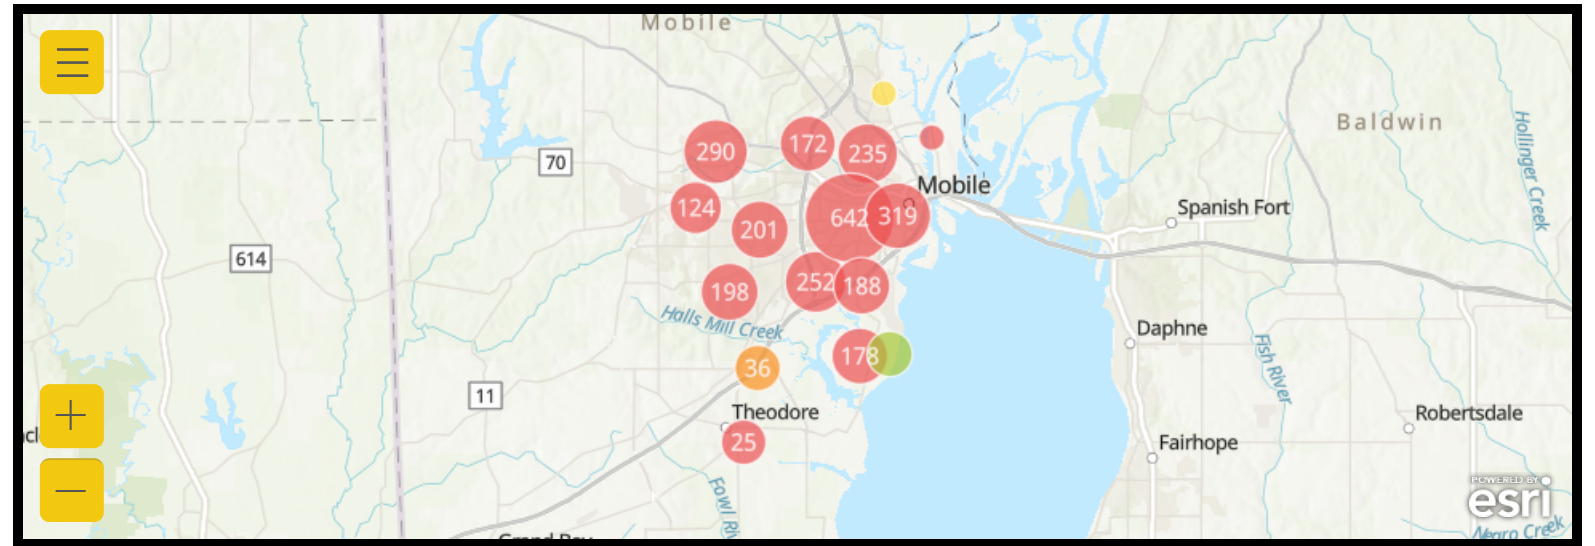 Mobile
Baldwin
Hollinger Creek
70
290
172
235
Mobile
124
201
642
319
Spanish Fort
614
198
252
188
Halls Mill Creek
Daphne
Fish River
178
36
11
Theodore
Robertsdale
25
Fairhope
POWERED BY
esri
Fowl
Creek